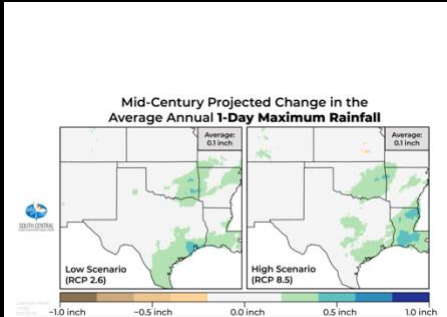 Mid-Century Projected Change in the
Average Annual 1-Day Maximum Rainfall
Average:
0.1 inch
Average:
0.1 inch
SOUTH CENTRAL
Low Scenario
(RCP 2.6)
High Scenario
(RCP 8.5)
-1.0 inch
-0.5 inch
0.0 inch
0.5 inch
1.0 inch